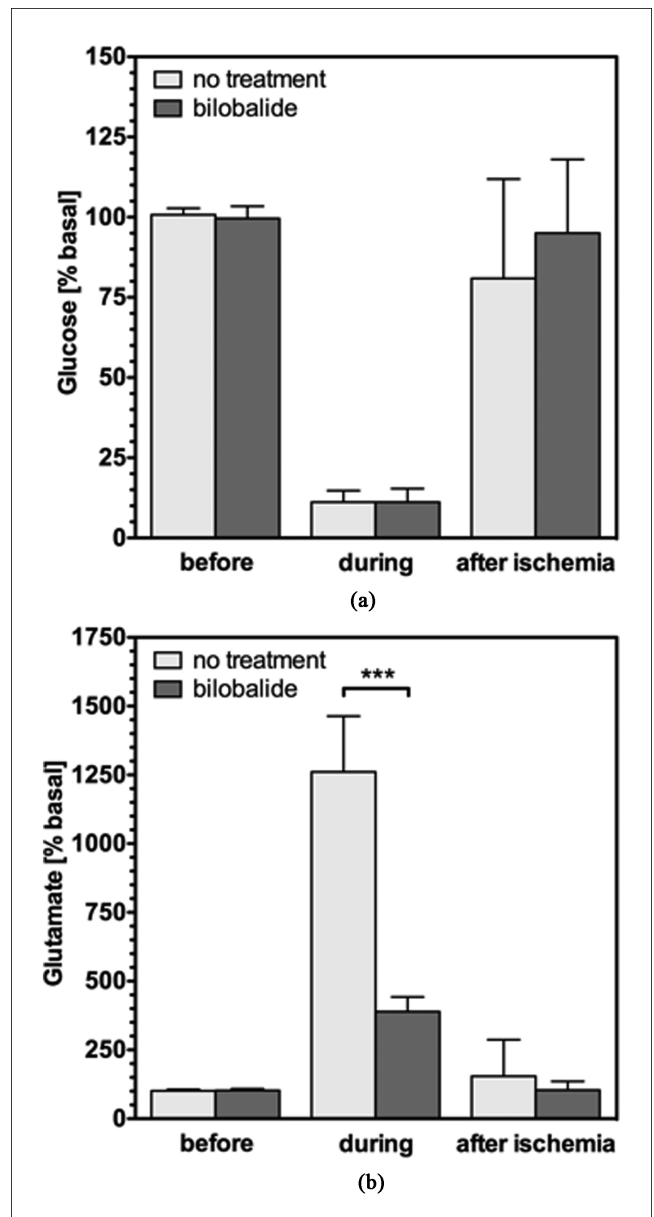 150
125
100
75
50
25
0
Glucose [% basal]
no treatment
bilobalide
before during after ischemia
(a)
1750
1500
1250
1000
750
500
250
0
Glutamate [% basal]
no treatment
bilobalide
***
before during after ischemia
(b)